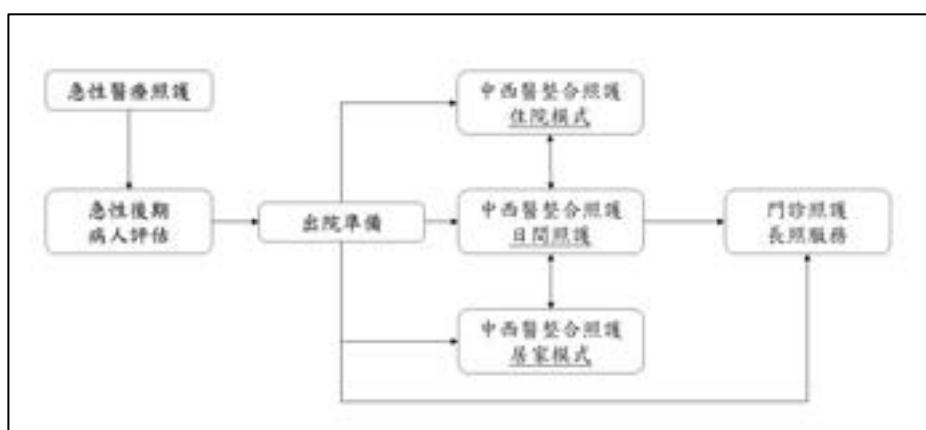 急性醫療照護
急性後期
病人評估
出院準備
中西醫整合照護
住院模式
中西醫整合照護
日間照護
中西醫整合照護
居家模式
門診照護
長照服務